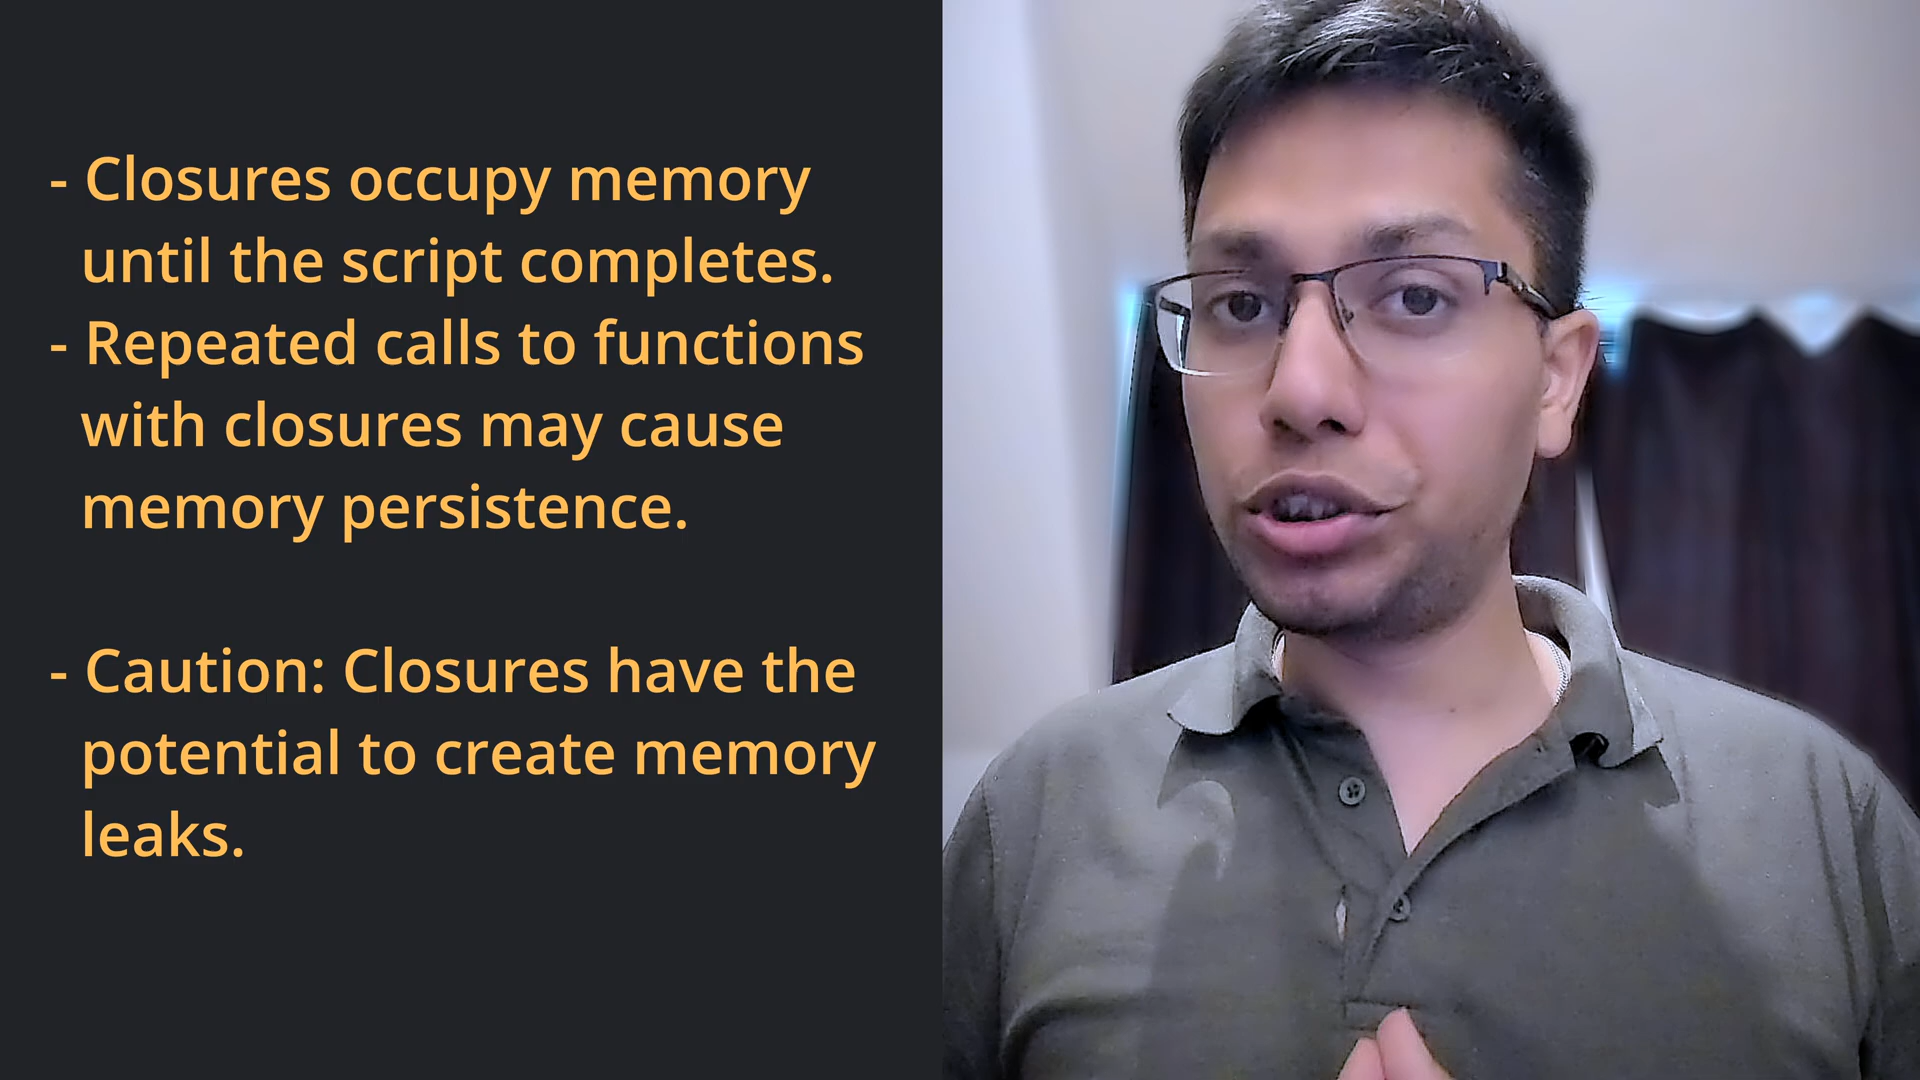 - Closures occupy memory
until the script completes.
- Repeated calls to functions
with closures may cause
memory persistence.
- Caution: Closures have the
potential to create memory
leaks.